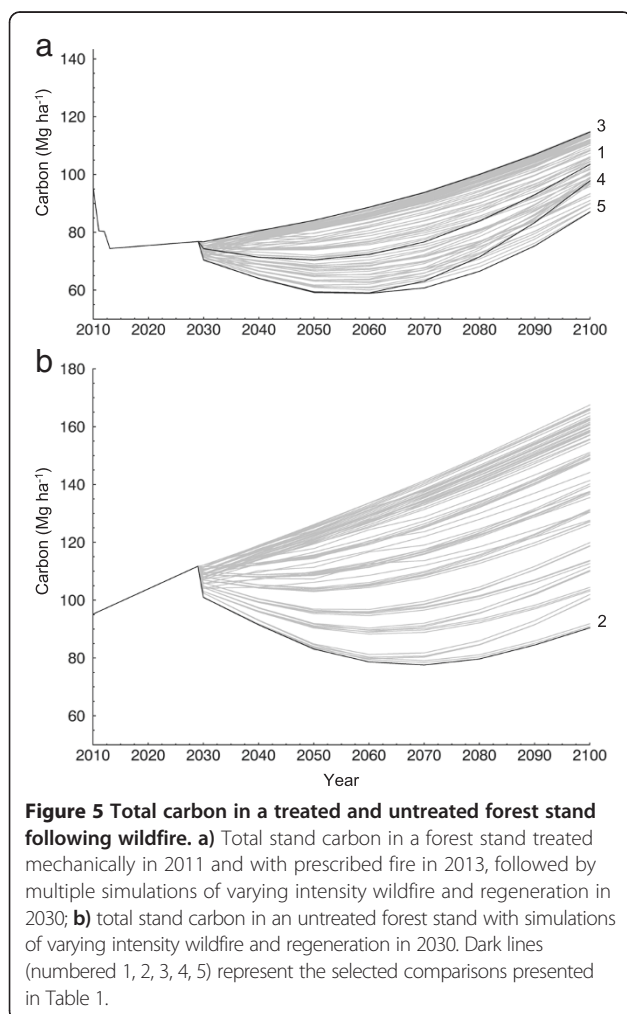 a
Carbon (Mg ha⁻¹)
140
120
100
80
60
3
1
4
5
2010 2020 2030 2040 2050 2060 2070 2080 2090 2100
b
Carbon (Mg ha⁻¹)
180
160
140
120
100
80
60
2
2010 2020 2030 2040 2050 2060 2070 2080 2090 2100
Year
Figure 5 Total carbon in a treated and untreated forest stand
following wildfire. a) Total stand carbon in a forest stand treated
mechanically in 2011 and with prescribed fire in 2013, followed by
multiple simulations of varying intensity wildfire and regeneration in
2030; b) total stand carbon in an untreated forest stand with simulations
of varying intensity wildfire and regeneration in 2030. Dark lines
(numbered 1, 2, 3, 4, 5) represent the selected comparisons presented
in Table 1.